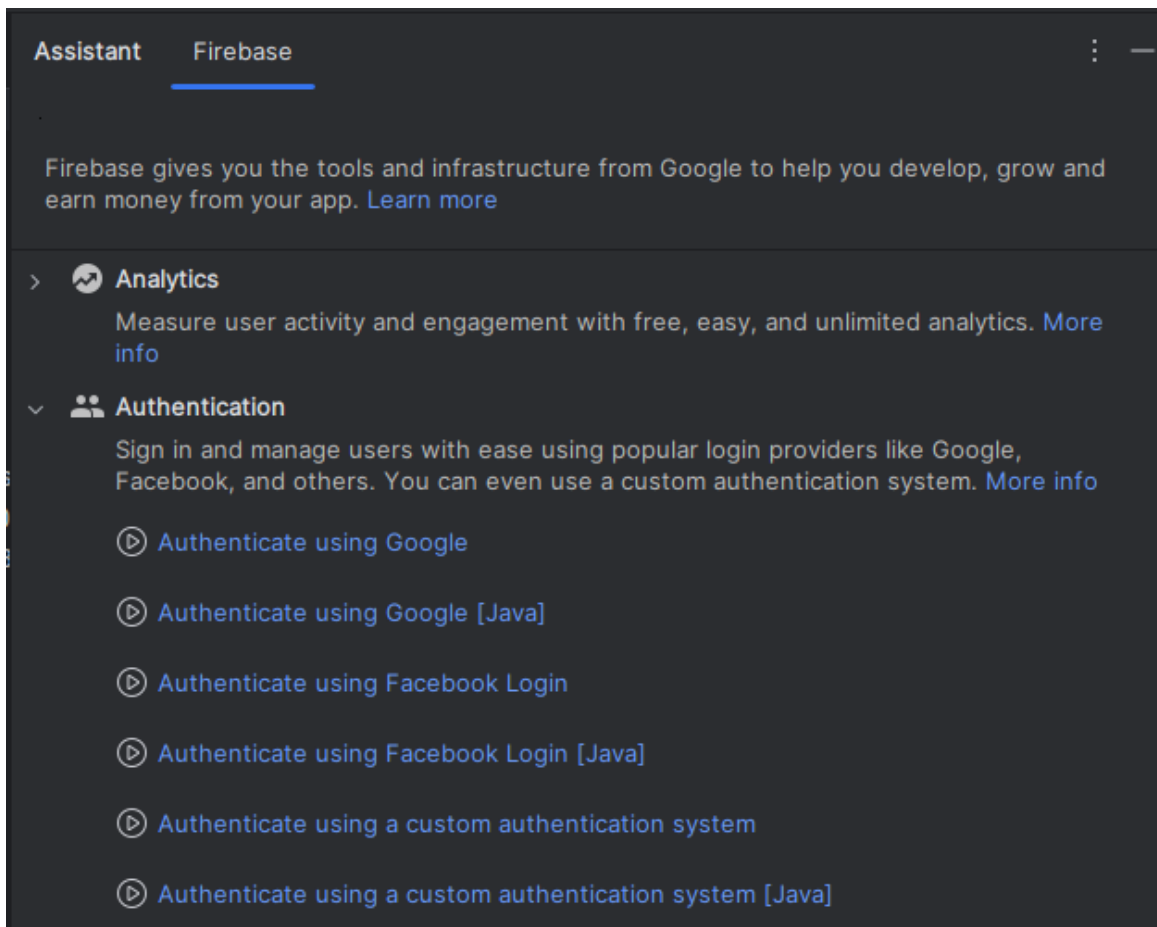 Assistant Firebase
Firebase gives you the tools and infrastructure from Google to help you develop, grow and
earn money from your app. Learn more
Analytics
Measure user activity and engagement with free, easy, and unlimited analytics. More
info
Authentication
Sign in and manage users with ease using popular login providers like Google,
Facebook, and others. You can even use a custom authentication system. More info
Authenticate using Google
Authenticate using Google [Java]
Authenticate using Facebook Login
Authenticate using Facebook Login [Java]
Authenticate using a custom authentication system
Authenticate using a custom authentication system [Java]